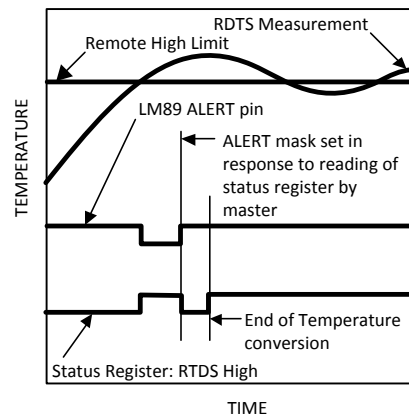 RDTS Measurement
Remote High Limit
LM89 ALERT pin
ALERT mask set in
response to reading of
status register by
master
End of Temperature
conversion
Status Register: RTDS High
TEMPERATURE
TIME